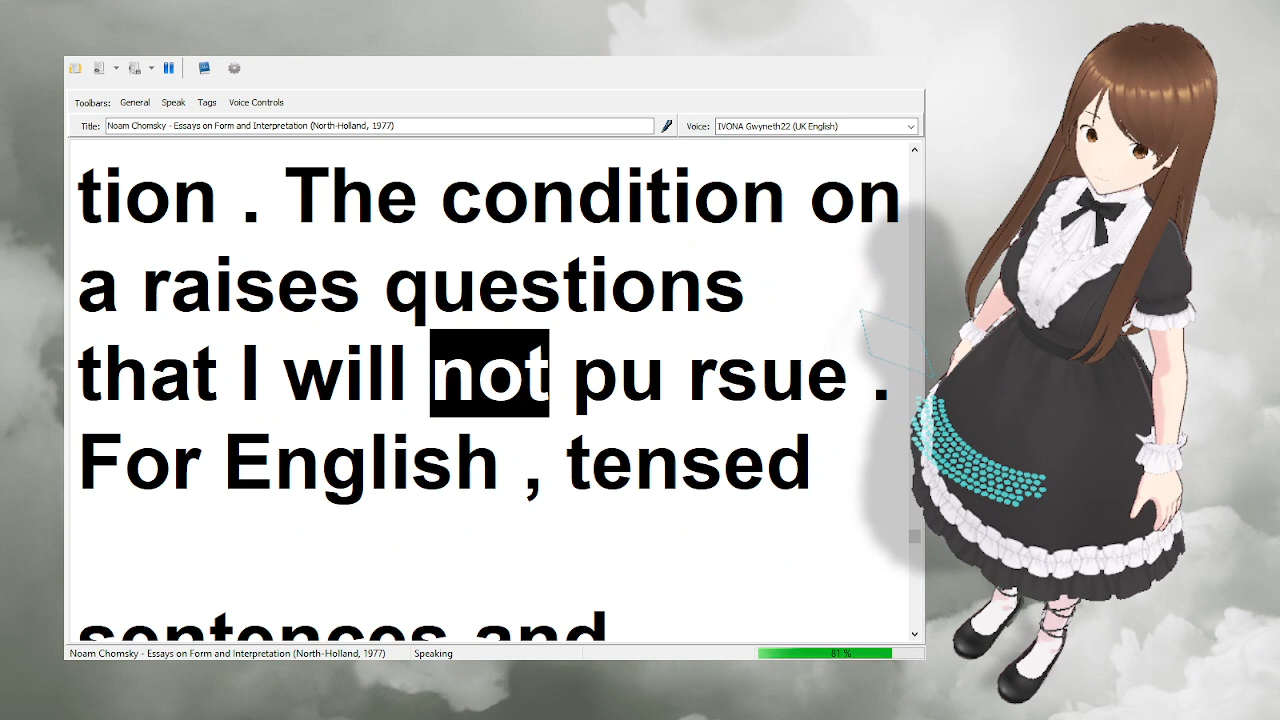 Toolbars: General Speak Tags Voice Controls
Title: Noam Chomsky - Essays on Form and Interpretation (North-Holland, 1977) Voice: IVONA Gwyneth22 (UK English)
tion . The condition on
a raises questions
that I will not pu rsue .
For English , tensed
sentences and
Noam Chomsky - Essays on Form and Interpretation (North-Holland, 1977) Speaking 81 %